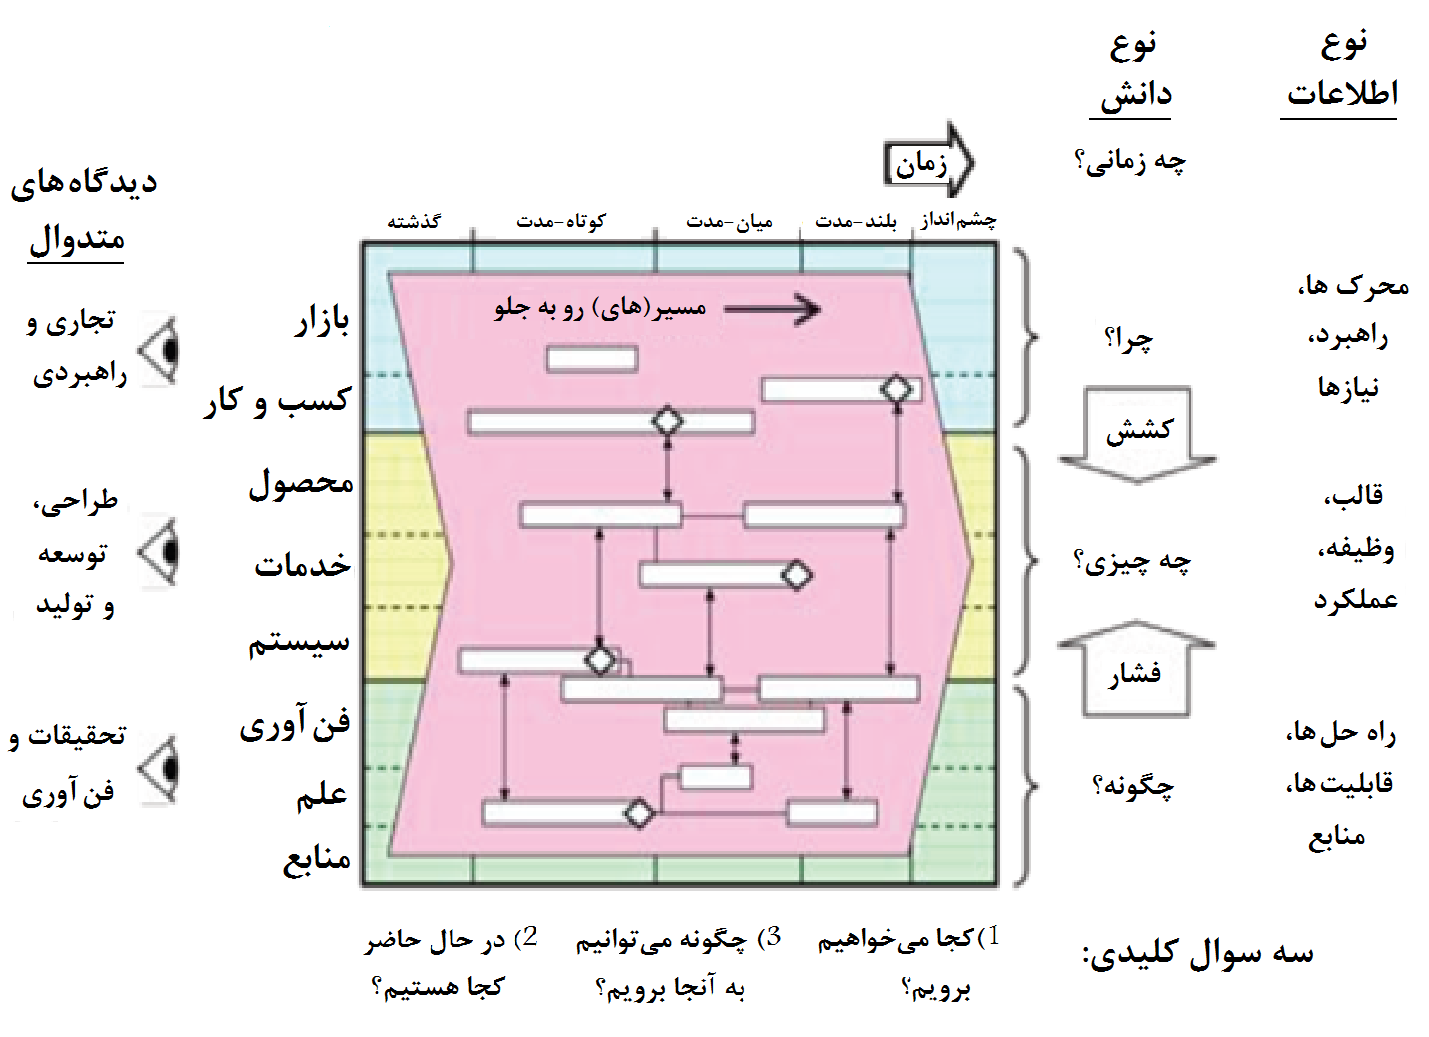 نوع
اطلاعات
نوع
دانش
چه زمانی؟
زمان
دیدگاه‌های
متدوال
چشم‌انداز
بلند-مدت
میان-مدت
کوتاه-مدت
گذشته
مسیر(های) رو به جلو
بازار
کسب و کار
محصول
خدمات
سیستم
فن آوری
علم
منابع
تجاری و
راهبردی
طراحی،
توسعه
و تولید
تحقیقات و
فن آوری
چرا؟
کشش
چه چیزی؟
فشار
چگونه؟
محرک ها،
راهبرد،
نیازها
قالب،
وظیفه،
عملکرد
راه حل‌ها،
قابلیت‌ها،
منابع
سه سوال کلیدی:
1) کجا می‌خواهیم
برویم؟
3) چگونه می‌توانیم
به آنجا برویم؟
2) در حال حاضر
کجا هستیم؟